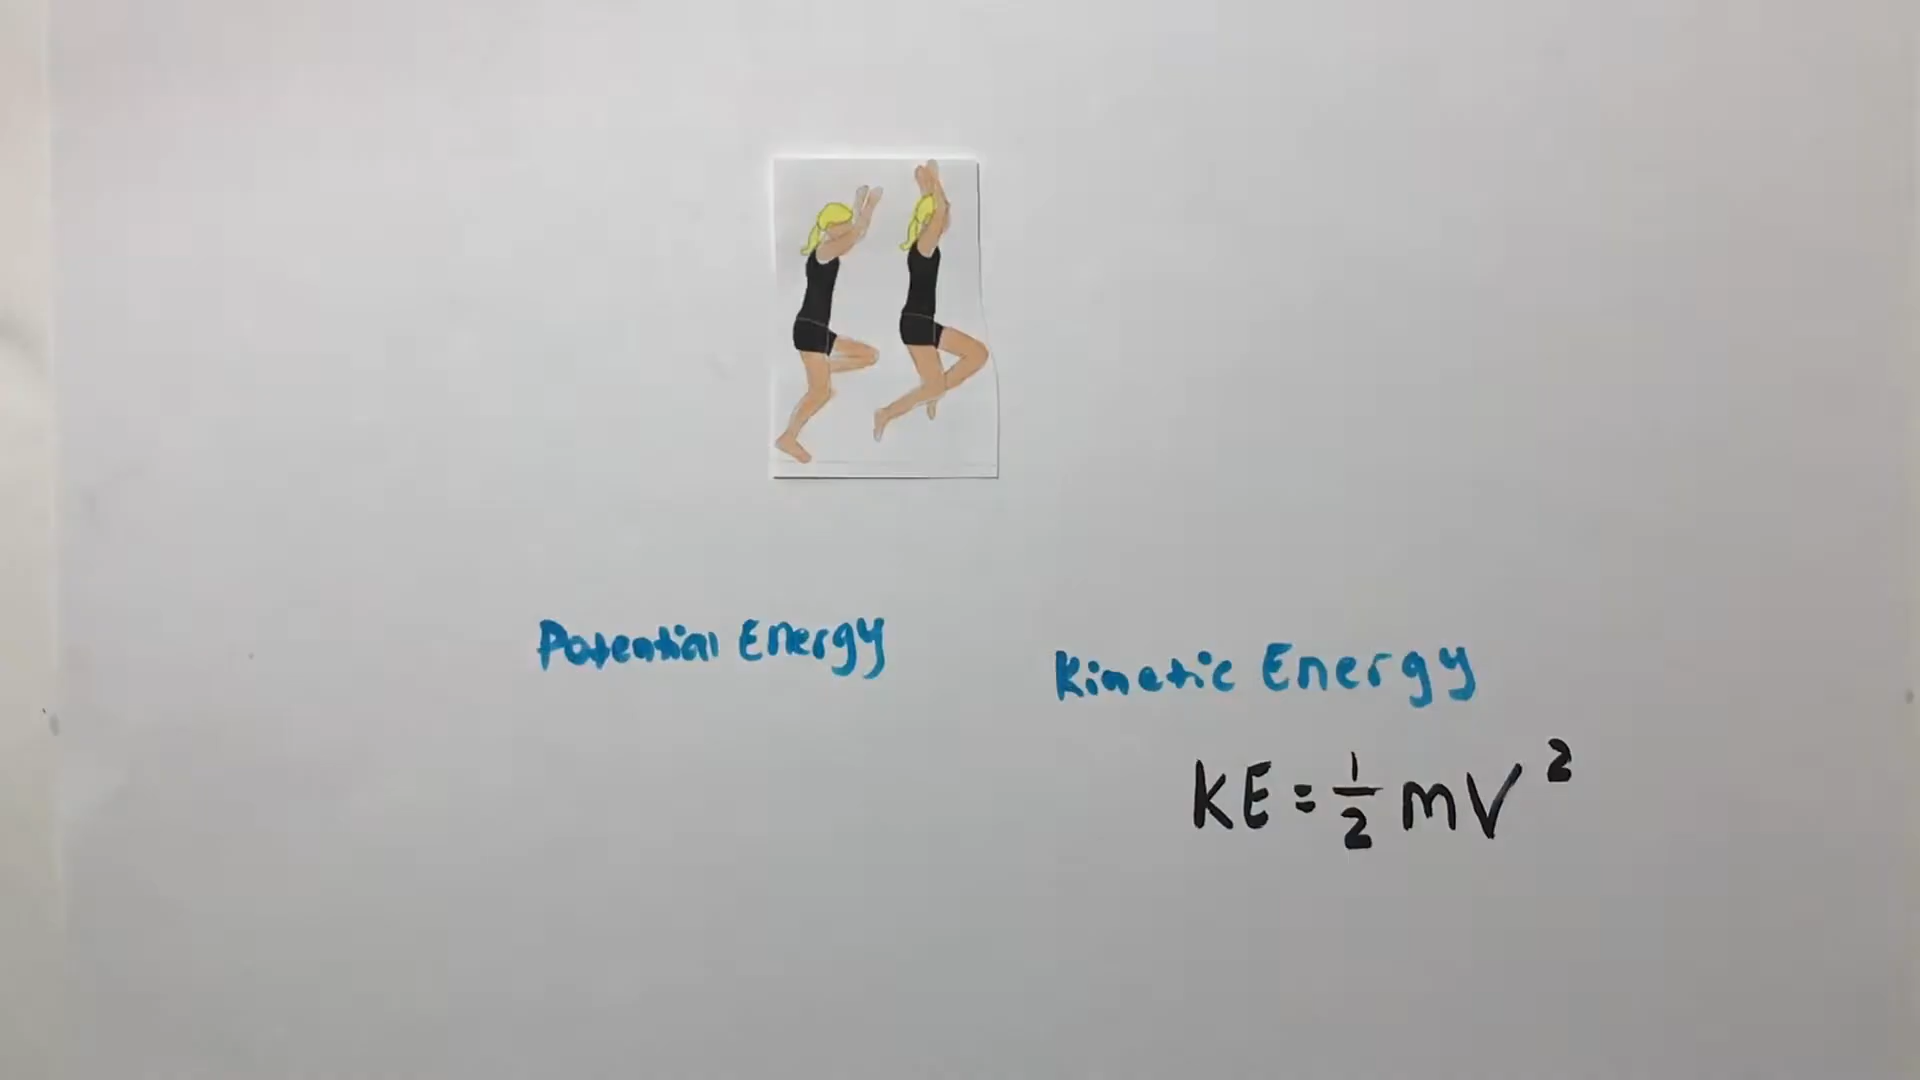 Potential Energy
Kinetic Energy
KE = 1/2 mv²